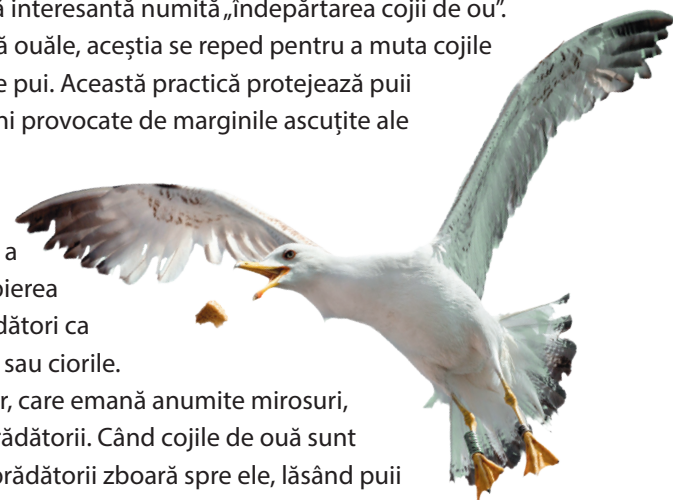 ă interesantă numită „îndepărtarea cojii de ou”.
ă ouăle, aceștia se reped pentru a muta cojile
e pui. Această practică protejează puii
ni provocate de marginile ascuțite ale
a
pierea
dători ca
sau ciorile.
r, care emană anumite mirosuri,
rădătorii. Când cojile de ouă sunt
prădătorii zboară spre ele, lăsând puii